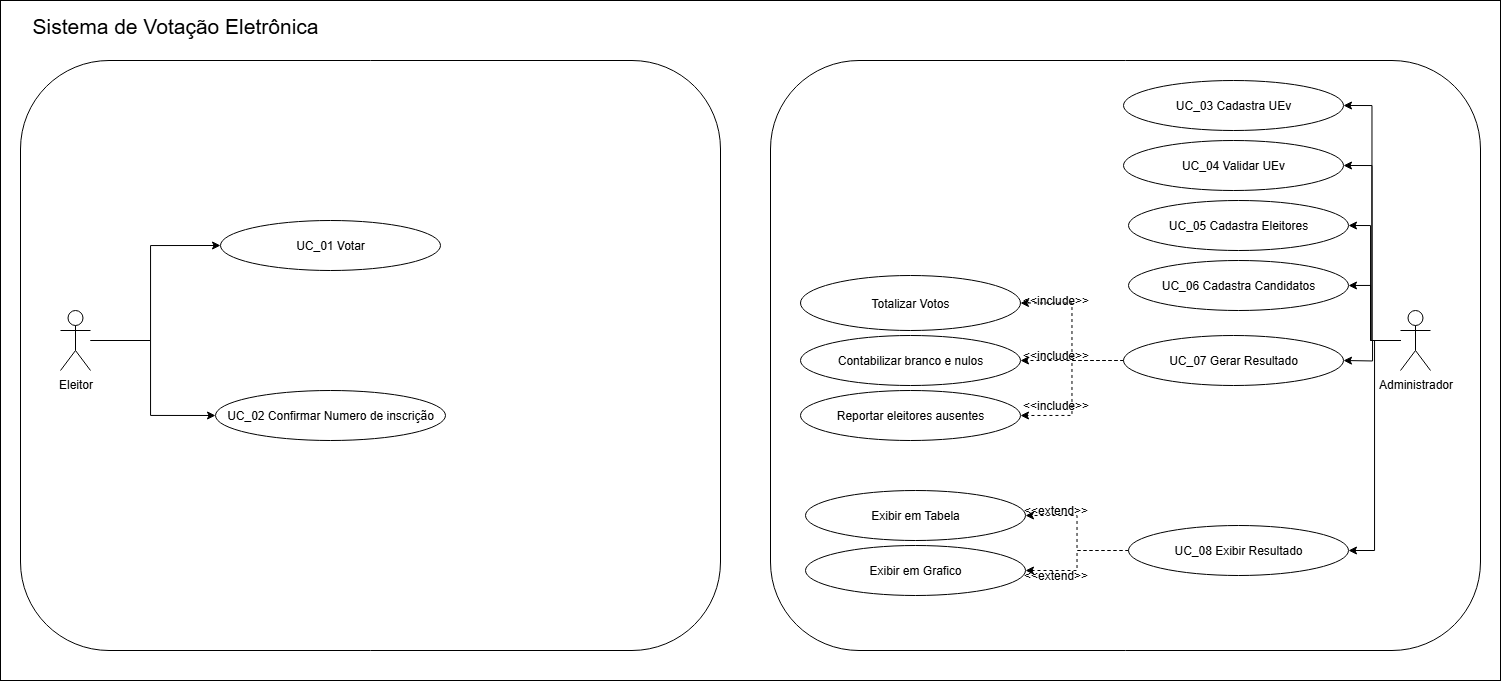 Sistema de Votação Eletrônica
UC_01 Votar
Eleitor
UC_02 Confirmar Numero de inscrição
UC_03 Cadastra UEv
UC_04 Validar UEv
UC_05 Cadastra Eleitores
UC_06 Cadastra Candidatos
Totalizar Votos
<<include>>
Contabilizar branco e nulos
<<include>>
UC_07 Gerar Resultado
Administrador
Reportar eleitores ausentes
<<include>>
Exibir em Tabela
<<extend>>
UC_08 Exibir Resultado
Exibir em Grafico
<<extend>>